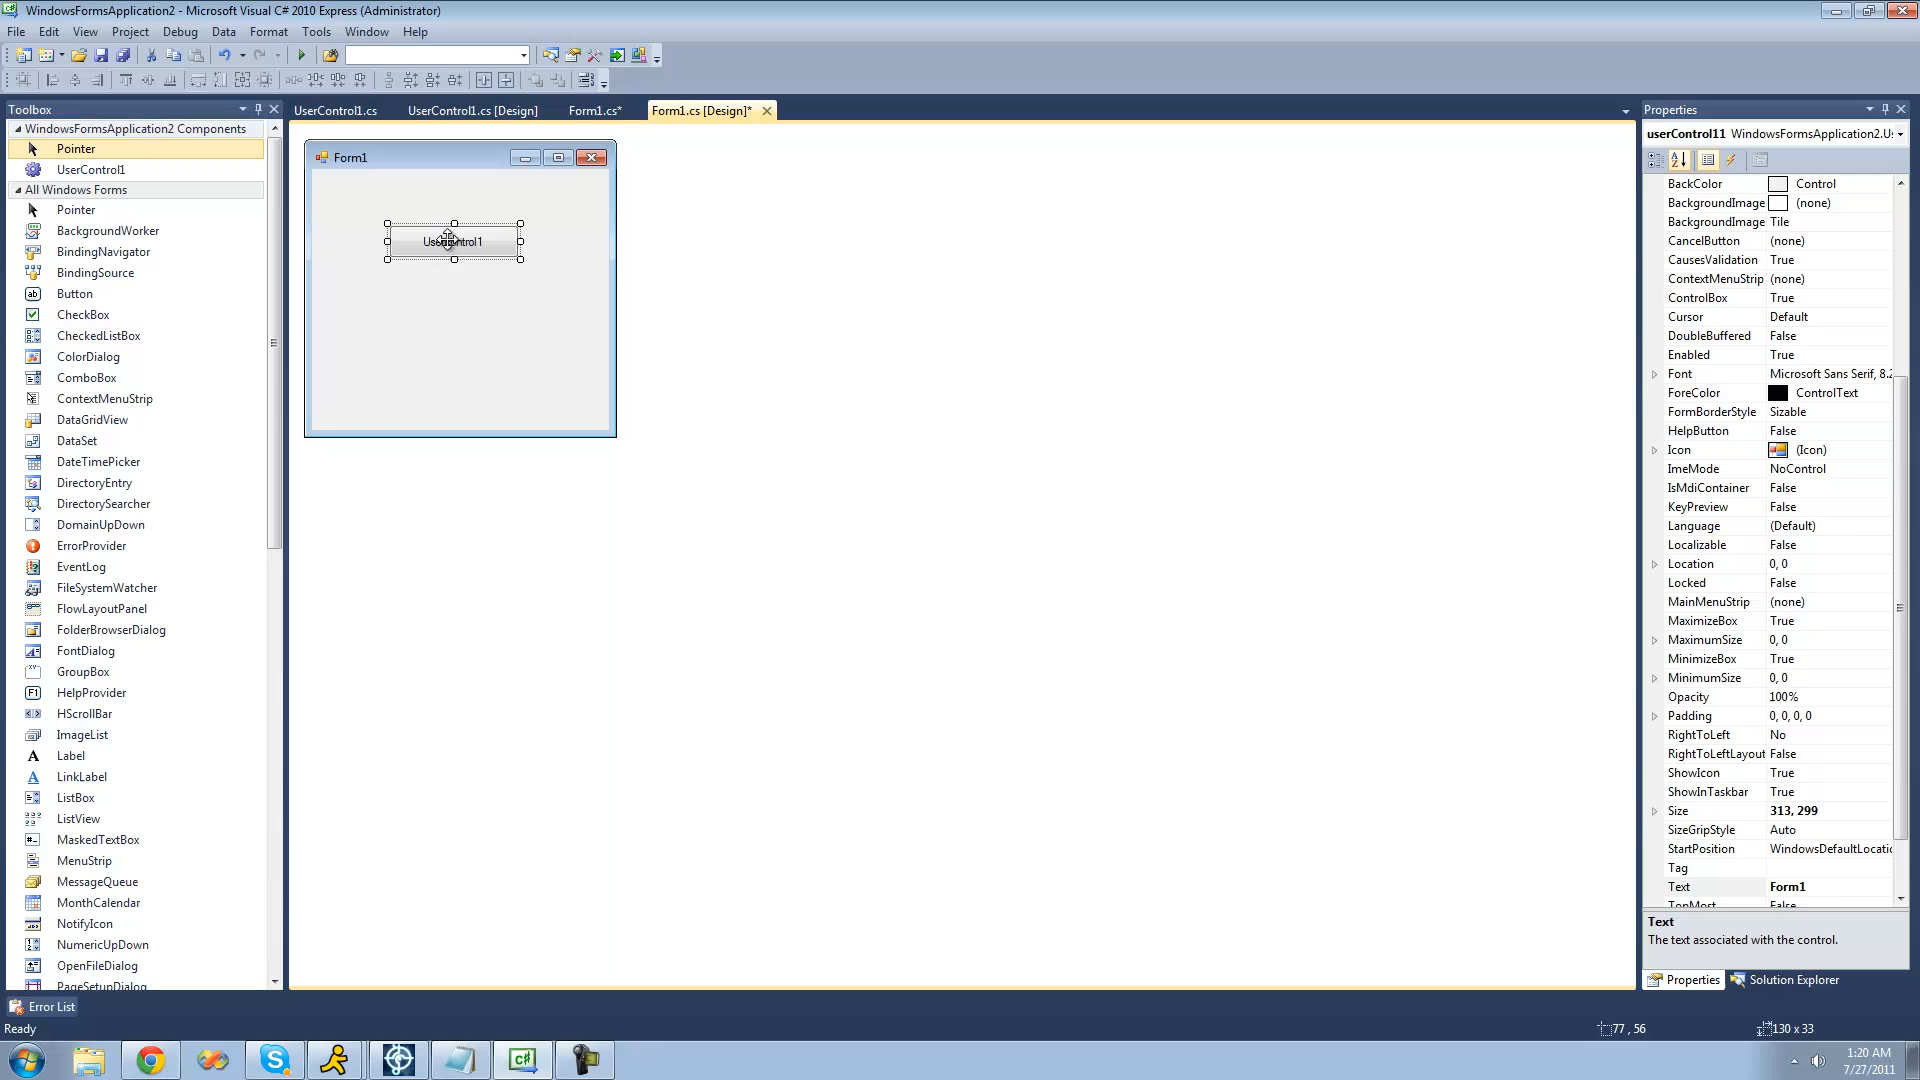 WindowsFormsApplication2 - Microsoft Visual C# 2010 Express (Administrator)
File Edit View Project Debug Data Format Tools Window Help
Toolbox
WindowsFormsApplication2 Components
Pointer
UserControl1
All Windows Forms
Pointer
BackgroundWorker
BindingNavigator
BindingSource
Button
CheckBox
CheckedListBox
ColorDialog
ComboBox
ContextMenuStrip
DataGridView
DataSet
DateTimePicker
DirectoryEntry
DirectorySearcher
DomainUpDown
ErrorProvider
EventLog
FileSystemWatcher
FlowLayoutPanel
FolderBrowserDialog
FontDialog
GroupBox
HelpProvider
HScrollBar
ImageList
Label
LinkLabel
ListBox
ListView
MaskedTextBox
MenuStrip
MessageQueue
MonthCalendar
NotifyIcon
NumericUpDown
OpenFileDialog
PageSetupDialog
UserControl1.cs UserControl1.cs [Design] Form1.cs* Form1.cs [Design]*
Form1
Properties
userControl11 WindowsFormsApplication2.U
BackColor Control
BackgroundImage (none)
BackgroundImage Tile
CancelButton (none)
CausesValidation True
ContextMenuStrip (none)
ControlBox True
Cursor Default
DoubleBuffered False
Enabled True
Font Microsoft Sans Serif, 8.2
ForeColor ControlText
FormBorderStyle Sizable
HelpButton False
Icon (Icon)
ImeMode NoControl
IsMdiContainer False
KeyPreview False
Language (Default)
Localizable False
Location 0, 0
Locked False
MainMenuStrip (none)
MaximizeBox True
MaximumSize 0, 0
MinimizeBox True
MinimumSize 0, 0
Opacity 100%
Padding 0, 0, 0, 0
RightToLeft No
RightToLeftLayout False
ShowIcon True
ShowInTaskbar True
Size 313, 299
SizeGripStyle Auto
StartPosition WindowsDefaultLocati
Tag
Text Form1
TopMost False
Text
The text associated with the control.
Properties Solution Explorer
Error List
Ready 77 , 56 130 x 33
1:20 AM
7/27/2011